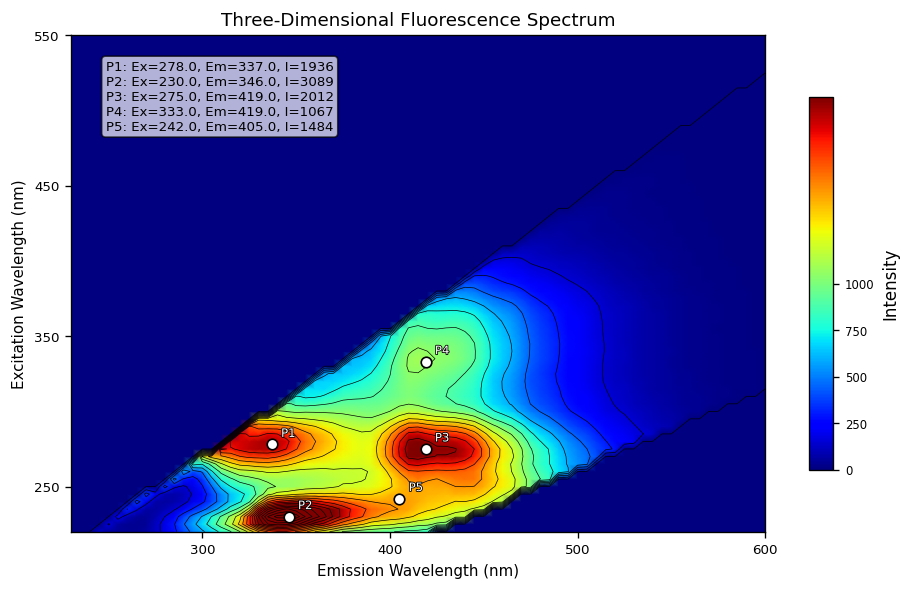 Three-Dimensional Fluorescence Spectrum
550
450
350
250
Excitation Wavelength (nm)
P1: Ex=278.0, Em=337.0, I=1936
P2: Ex=230.0, Em=346.0, I=3089
P3: Ex=275.0, Em=419.0, I=2012
P4: Ex=333.0, Em=419.0, I=1067
P5: Ex=242.0, Em=405.0, I=1484
P4
P1
P3
P5
P2
300
400
500
600
Emission Wavelength (nm)
1000
750
500
250
0
Intensity